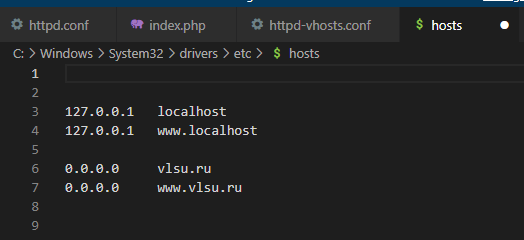 httpd.conf index.php httpd-vhosts.conf $ hosts
C: > Windows > System32 > drivers > etc > $ hosts
1
2
3 127.0.0.1 localhost
4 127.0.0.1 www.localhost
5
6 0.0.0.0 vlsu.ru
7 0.0.0.0 www.vlsu.ru
8
9